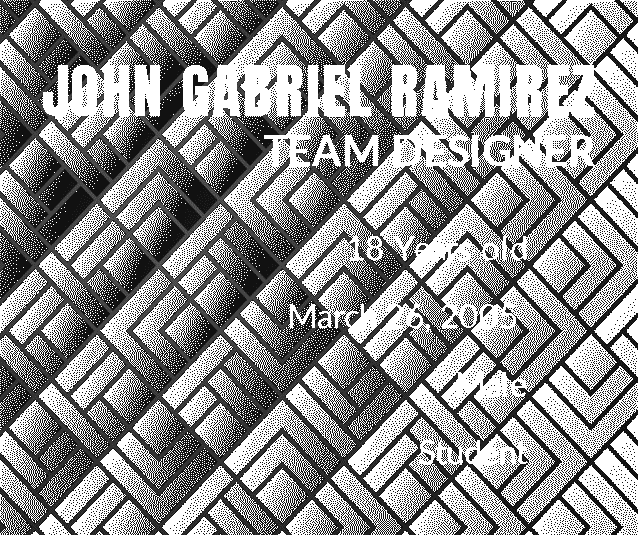 JOHN GABRIEL RAMIREZ
TEAM DESIGNER
18 Years old
March 26, 2005
Male
Student